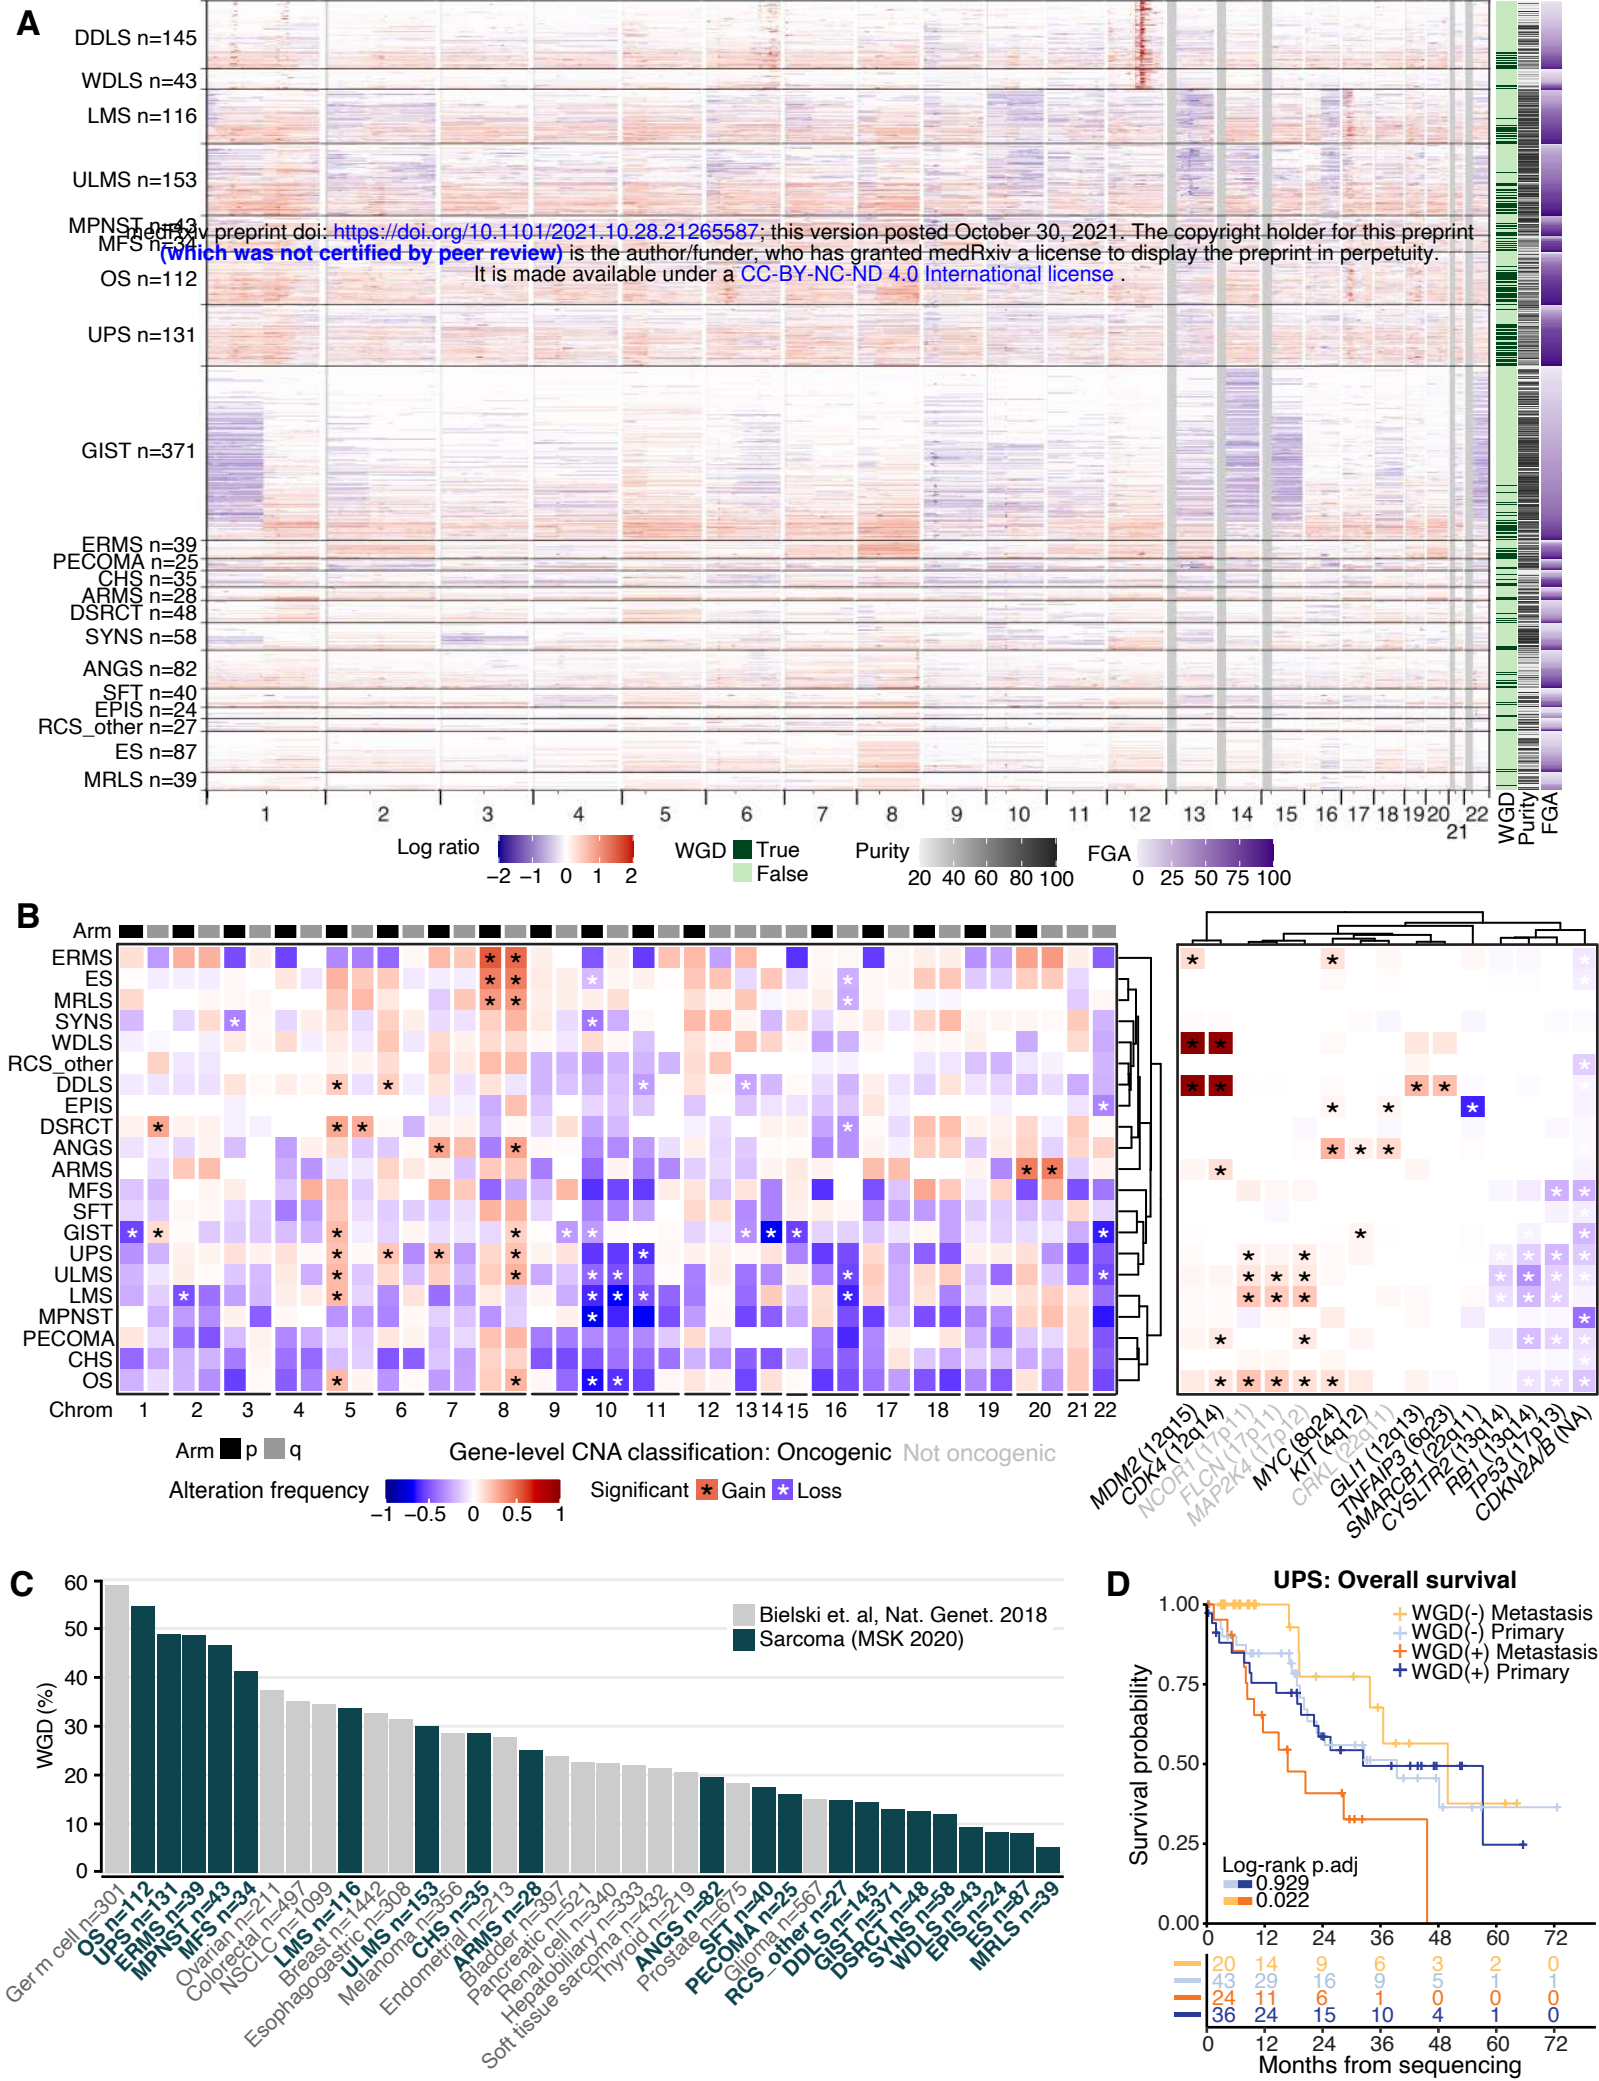 A
DDLS n=145
WDLS n=43
LMS n=116
ULMS n=153
MPNST n=43
MFS n=34
OS n=112
UPS n=131
GIST n=371
ERMS n=39
PECOMA n=25
CHS n=35
ARMS n=28
DSRCT n=48
SYNS n=58
ANGS n=82
SFT n=40
EPIS n=24
RCS_other n=27
ES n=87
MRLS n=39
medRxiv preprint doi: https://doi.org/10.1101/2021.10.28.21265587; this version posted October 30, 2021. The copyright holder for this preprint
(which was not certified by peer review) is the author/funder, who has granted medRxiv a license to display the preprint in perpetuity.
It is made available under a CC-BY-NC-ND 4.0 International license .
1 2 3 4 5 6 7 8 9 10 11 12 13 14 15 16 17 18 19 20 21 22
WGD
Purity
FGA
Log ratio
−2 −1 0 1 2
WGD True
False
Purity
20 40 60 80 100
FGA
0 25 50 75 100
B
Arm
ERMS
ES
MRLS
SYNS
WDLS
RCS_other
DDLS
EPIS
DSRCT
ANGS
ARMS
MFS
SFT
GIST
UPS
ULMS
LMS
MPNST
PECOMA
CHS
OS
Chrom 1 2 3 4 5 6 7 8 9 10 11 12 13 14 15 16 17 18 19 20 21 22
MDM2 (12q15)
CDK4 (12q14)
NCOR1 (17p11)
FLCN (17p11)
MAP2K4 (17p12)
MYC (8q24)
KIT (4q12)
CRKL (22q11)
GLI1 (12q13)
TNFAIP3 (6q23)
SMARCB1 (22q11)
CYSLTR2 (13q14)
RB1 (13q14)
TP53 (17p13)
CDKN2A/B (NA)
Arm p q
Gene-level CNA classification: Oncogenic Not oncogenic
Alteration frequency
−1 −0.5 0 0.5 1
Significant * Gain * Loss
C
WGD (%)
60
50
40
30
20
10
0
Bielski et. al, Nat. Genet. 2018
Sarcoma (MSK 2020)
Germ cell n=301
OS n=112
UPS n=131
ERMS n=39
MPNST n=43
MFS n=34
Ovarian n=211
Colorectal n=497
NSCLC n=1099
LMS n=116
Breast n=1442
Esophagogastric n=308
ULMS n=153
Melanoma n=356
CHS n=35
Endometrial n=213
ARMS n=28
Bladder n=397
Pancreatic n=521
Renal cell n=340
Hepatobiliary n=333
Soft tissue sarcoma n=432
Thyroid n=219
ANGS n=82
Prostate n=675
SFT n=40
PECOMA n=25
Glioma n=567
RCS_other n=27
DDLS n=145
GIST n=371
DSRCT n=48
SYNS n=58
WDLS n=43
EPIS n=24
ES n=87
MRLS n=39
D
UPS: Overall survival
Survival probability
1.00
0.75
0.50
0.25
0.00
WGD(-) Metastasis
WGD(-) Primary
WGD(+) Metastasis
WGD(+) Primary
Log-rank p.adj
0.929
0.022
20 14 9 6 3 2 0
43 29 16 9 5 1 1
24 11 6 1 0 0 0
36 24 15 10 4 1 0
0 12 24 36 48 60 72
Months from sequencing